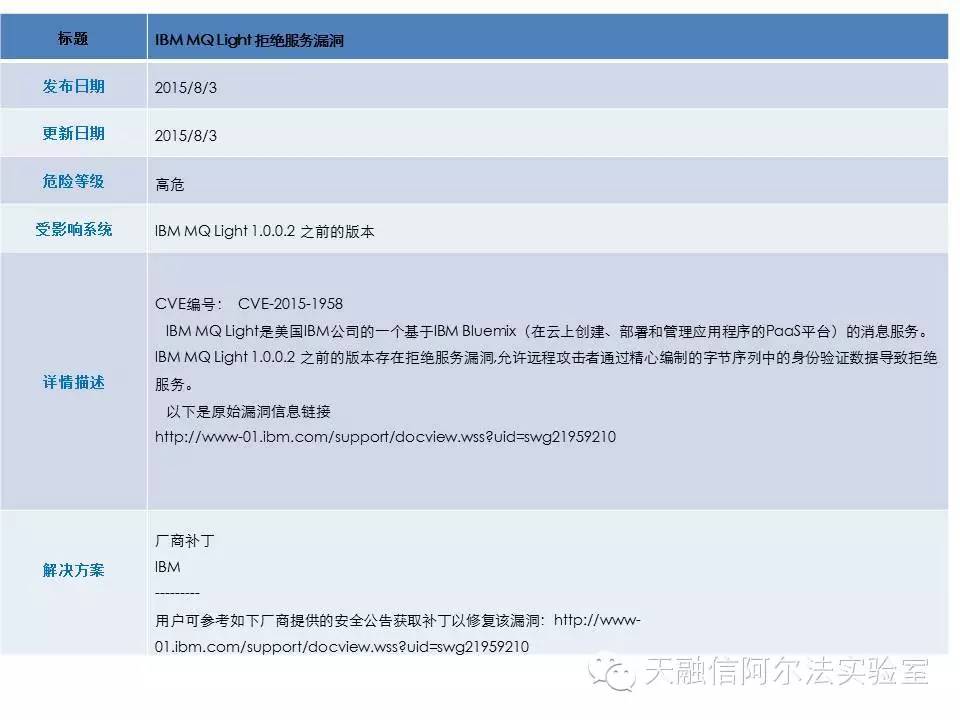 标题
IBM MQ Light 拒绝服务漏洞
发布日期
2015/8/3
更新日期
2015/8/3
危险等级
高危
受影响系统
IBM MQ Light 1.0.0.2 之前的版本
详情描述
CVE编号: CVE-2015-1958
IBM MQ Light是美国IBM公司的一个基于IBM Bluemix（在云上创建、部署和管理应用程序的PaaS平台）的消息服务。
IBM MQ Light 1.0.0.2 之前的版本存在拒绝服务漏洞,允许远程攻击者通过精心编制的字节序列中的身份验证数据导致拒绝
服务。
以下是原始漏洞信息链接
http://www-01.ibm.com/support/docview.wss?uid=swg21959210
解决方案
厂商补丁
IBM
---------
用户可参考如下厂商提供的安全公告获取补丁以修复该漏洞: http://www-
01.ibm.com/support/docview.wss?uid=swg21959210
天融信阿尔法实验室